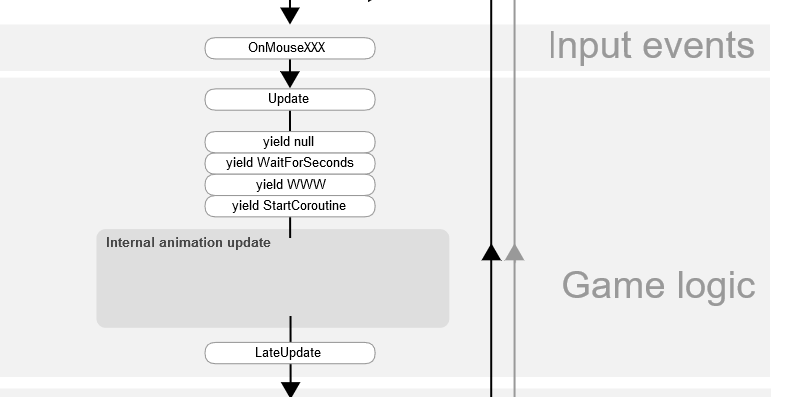 OnMouseXXX
Input events
Update
yield null
yield WaitForSeconds
yield WWW
yield StartCoroutine
Internal animation update
Game logic
LateUpdate